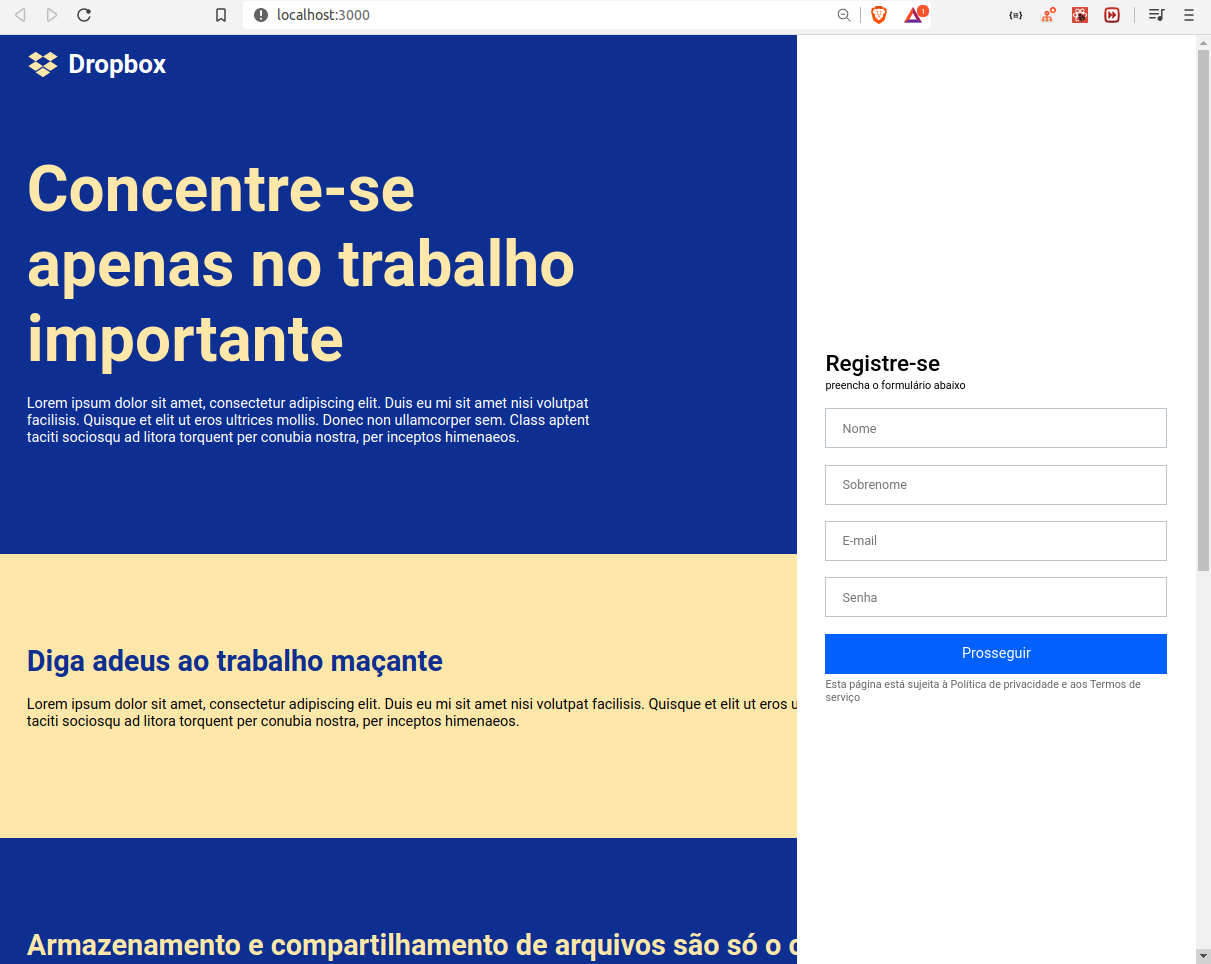 localhost:3000
1
Dropbox
Concentre-se
apenas no trabalho
importante
Lorem ipsum dolor sit amet, consectetur adipiscing elit. Duis eu mi sit amet nisi volutpat
facilisis. Quisque et elit ut eros ultrices mollis. Donec non ullamcorper sem. Class aptent
taciti sociosqu ad litora torquent per conubia nostra, per inceptos himenaeos.
Diga adeus ao trabalho maçante
Lorem ipsum dolor sit amet, consectetur adipiscing elit. Duis eu mi sit amet nisi volutpat facilisis. Quisque et elit ut eros
taciti sociosqu ad litora torquent per conubia nostra, per inceptos himenaeos.
Armazenamento e compartilhamento de arquivos são só o
Registre-se
preencha o formulário abaixo
Nome
Sobrenome
E-mail
Senha
Prosseguir
Esta página está sujeita à Política de privacidade e aos Termos de
serviço